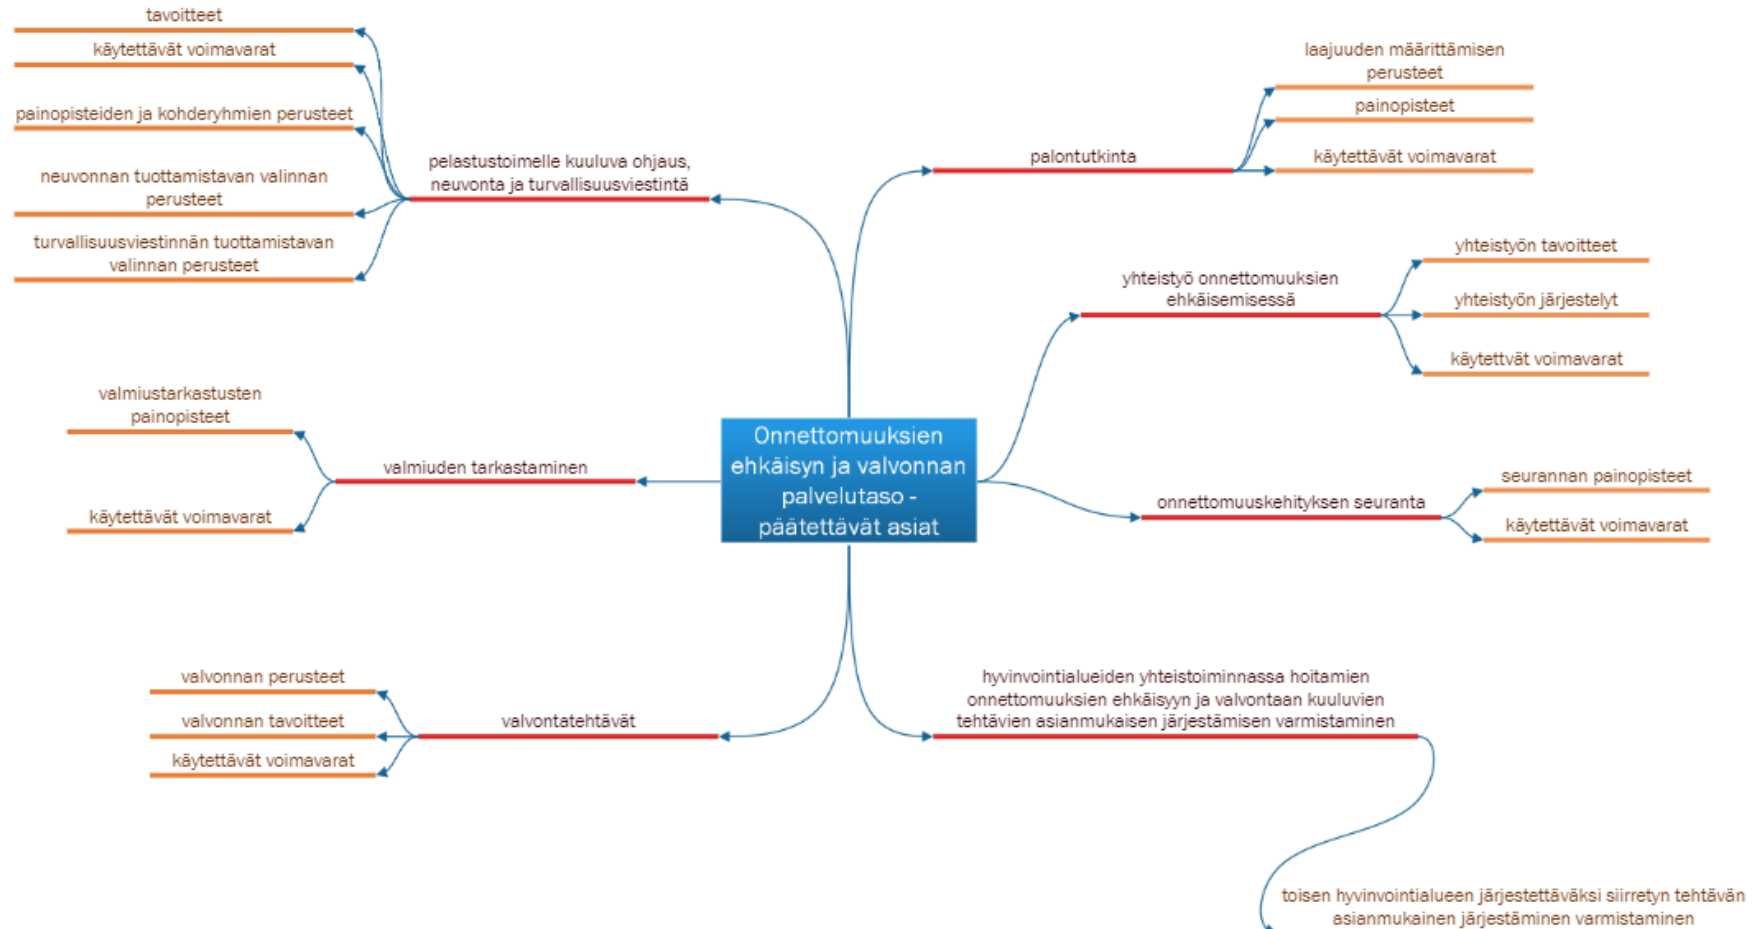 tavoitteet
käytettävät voimavarat
painopisteiden ja kohderyhmien perusteet
neuvonnan tuottamistavan valinnan
perusteet
turvallisuusviestinnän tuottamistavan
valinnan perusteet
pelastustoimelle kuuluva ohjaus,
neuvonta ja turvallisuusviestintä
laajuuden määrittämisen
perusteet
painopisteet
käytettävät voimavarat
palontutkinta
yhteistyön tavoitteet
yhteistyön järjestelyt
käytettvät voimavarat
yhteistyö onnettomuuksien
ehkäisemisessä
valmiustarkastusten
painopisteet
käytettävät voimavarat
valmiuden tarkastaminen
Onnettomuuksien
ehkäisyn ja valvonnan
palvelutaso -
päätettävät asiat
onnettomuuskehityksen seuranta
seurannan painopisteet
käytettävät voimavarat
valvonnan perusteet
valvonnan tavoitteet
käytettävät voimavarat
valvontatehtävät
hyvinvointialueiden yhteistoiminnassa hoitamien
onnettomuuksien ehkäisyyn ja valvontaan kuuluvien
tehtävien asianmukaisen järjestämisen varmistaminen
toisen hyvinvointialueen järjestettäväksi siirretyn tehtävän
asianmukainen järjestäminen varmistaminen